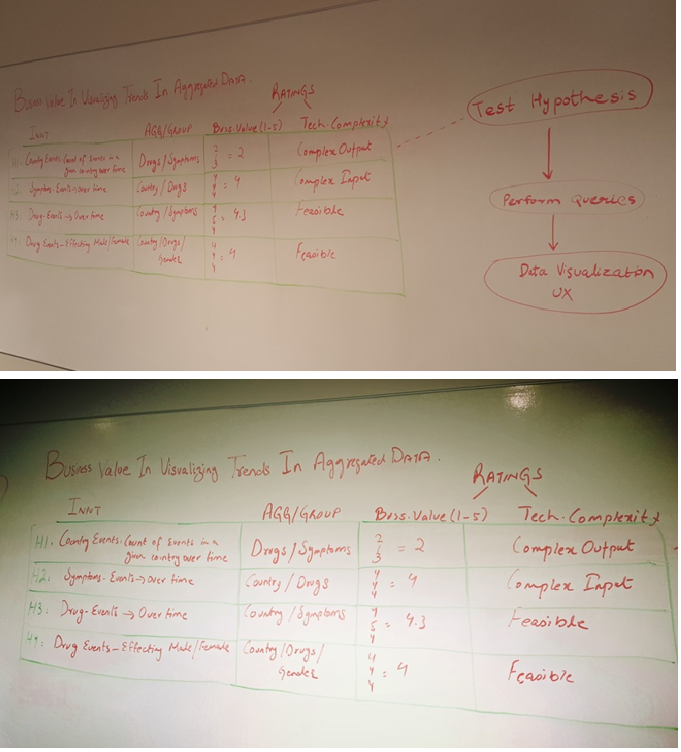 Business Value In Visualizing Trends In Aggregated DATA.
RATINGS
INNT AGG/GROUP Buss.Value(1-5) Tech.Complexity
H1. Country Events: Count of Events in a given country over time Drugs/Symptoms 2 3 = 2 Complex Output
H2: Symptoms-Events → Over time Country/Drugs 4 4 4 = 4 Complex Input
H3: Drug-Events → Over time Country/Symptoms 4 5 4 = 4.3 Feasible
H4: Drug Events - Effecting Male/Female Country/Drugs/Gender 4 4 4 = 4 Feasible
Test Hypothesis
Perform Queries
Data Visualization
UX
Business Value In Visualizing Trends In Aggregated DATA.
RATINGS
INNT AGG/GROUP Buss.Value(1-5) Tech.Complexity
H1. Country Events: Count of Events in a
given country over time Drugs/Symptoms 2 1 3 = 2 Complex Output
H2: Symptoms-Events → Over time Country/Drugs 4 4 4 = 4 Complex Input
H3: Drug-Events → Over time Country/Symptoms 4 5 4 = 4.3 Feasible
H4: Drug Events - Effecting Male/Female Country/Drugs/
Gender 4 4 4 = 4 Feasible